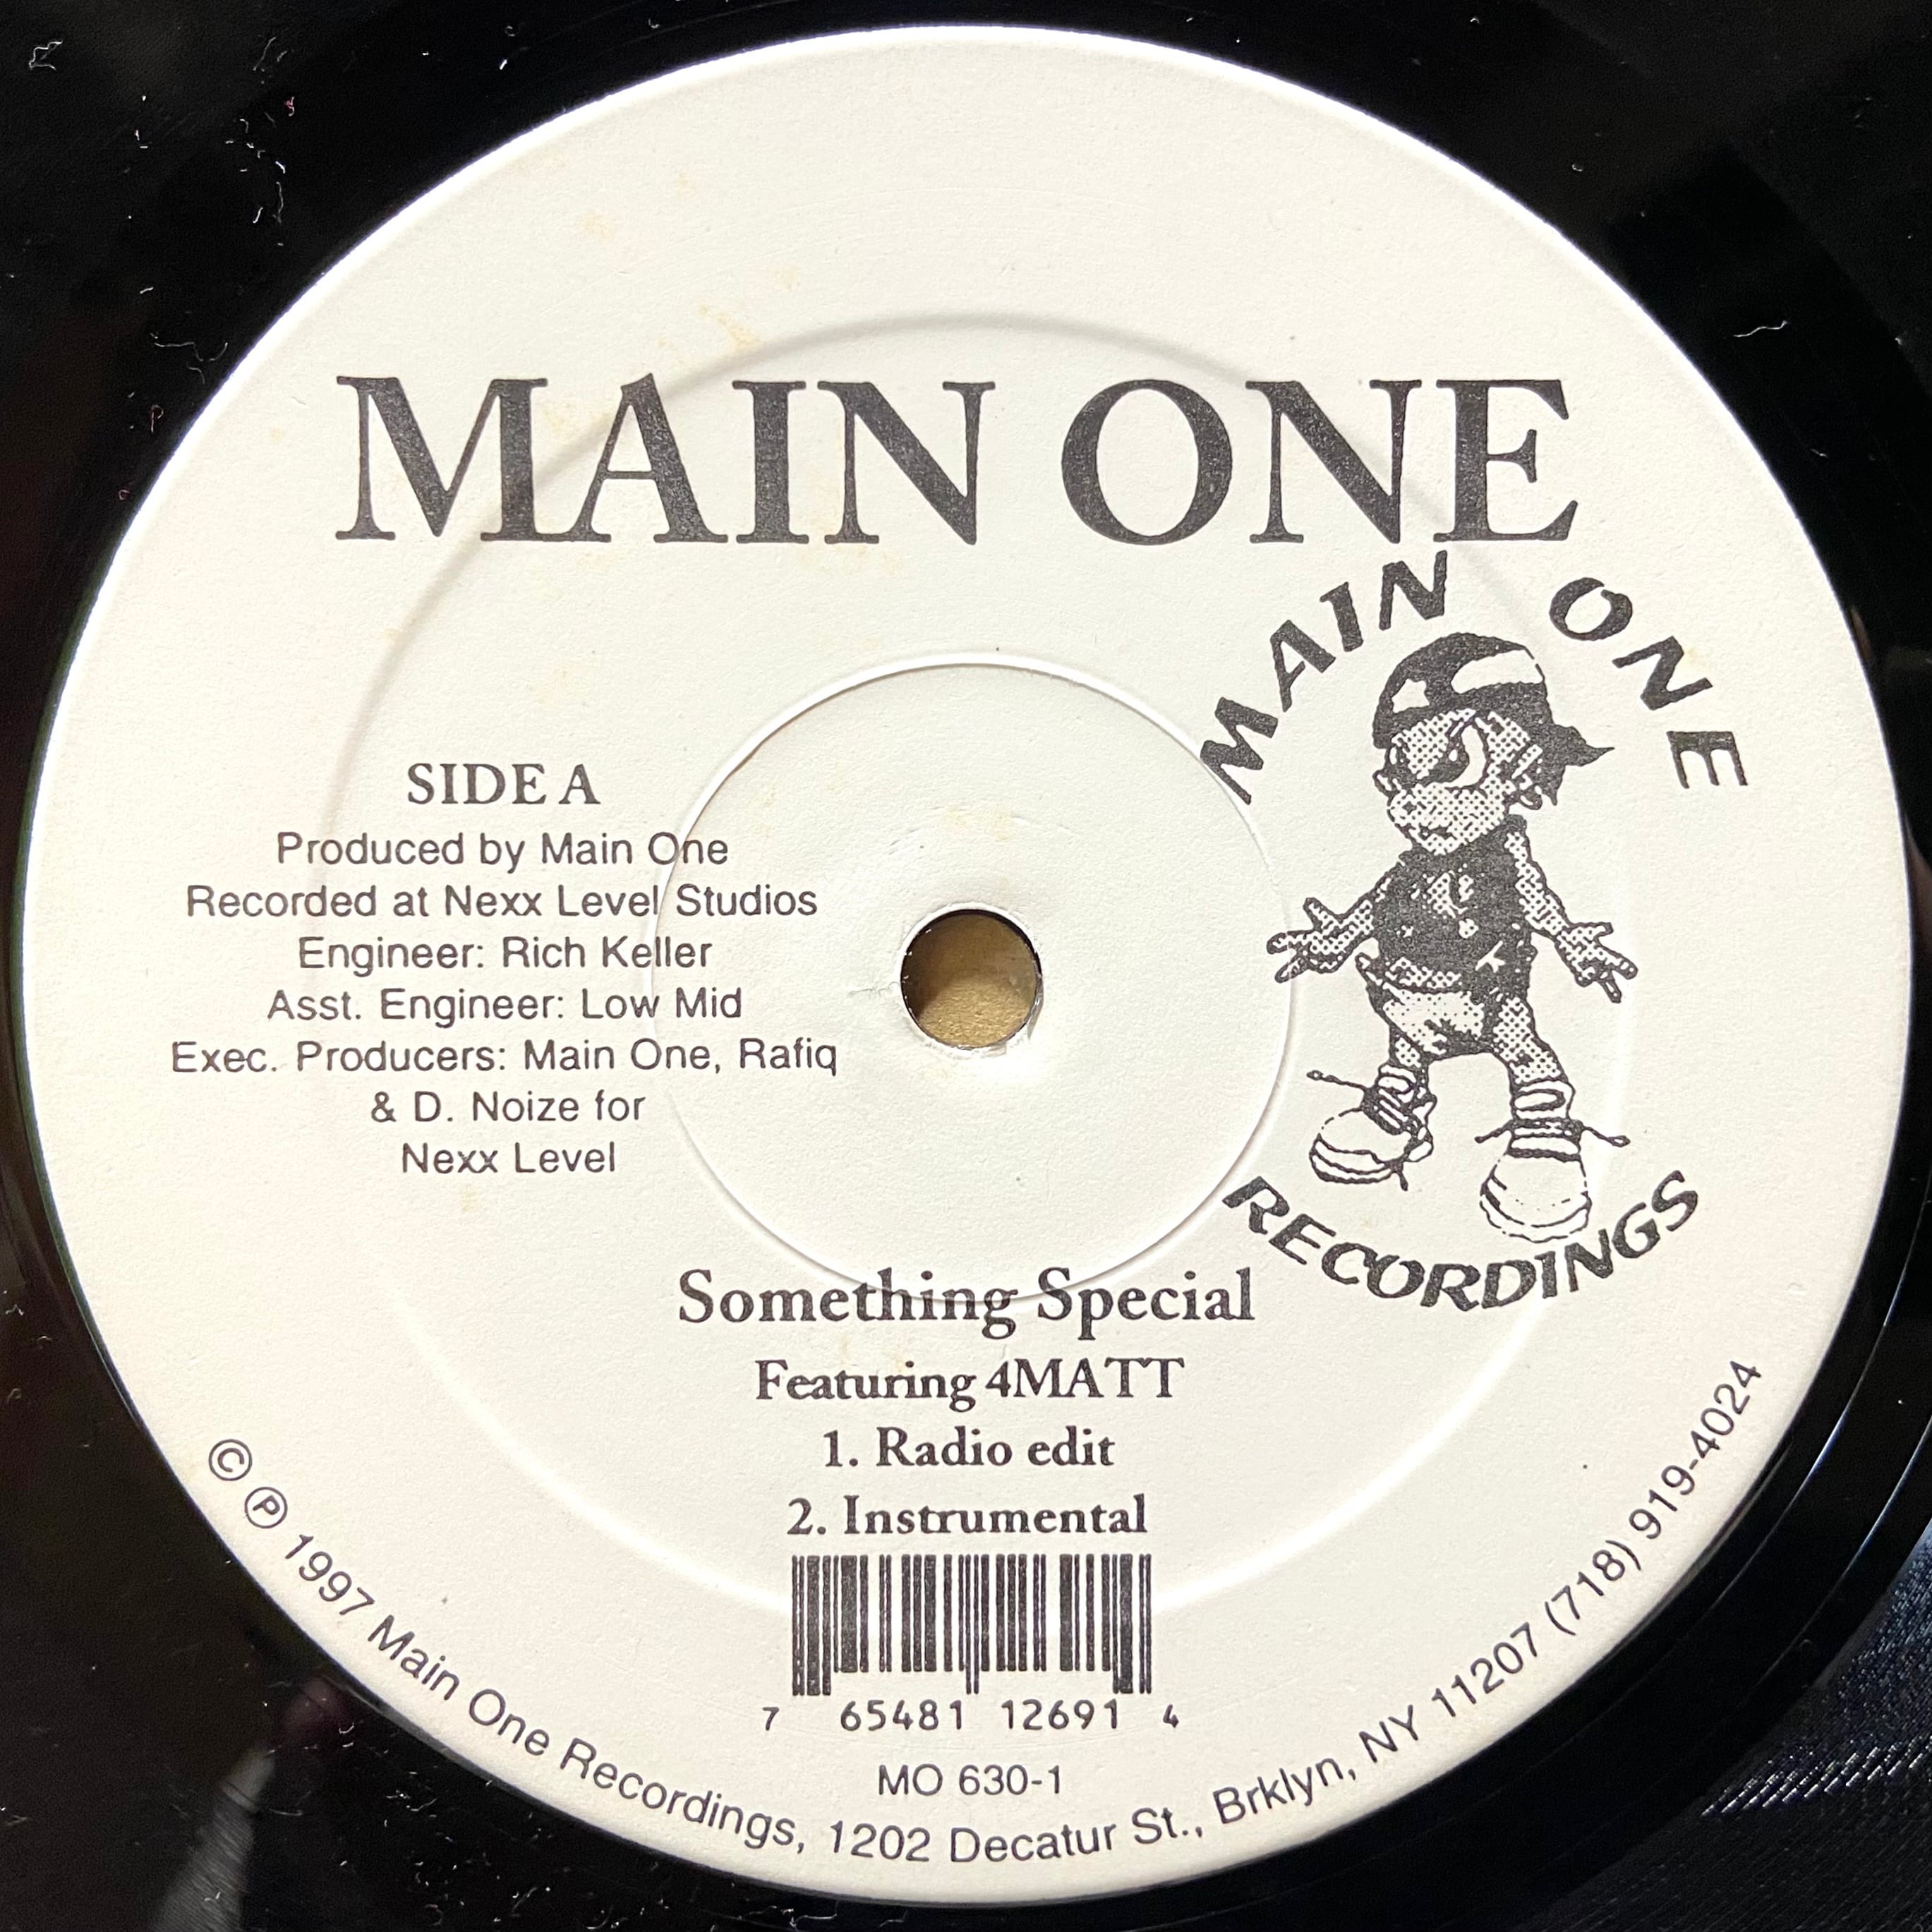 MAIN ONE
MAIN ONE
RECORDINGS
SIDE A
Produced by Main One
Recorded at Nexx Level Studios
Engineer: Rich Keller
Asst. Engineer: Low Mid
Exec. Producers: Main One, Rafiq
& D. Noize for
Nexx Level
Something Special
Featuring 4MATT
1. Radio edit
2. Instrumental
7 65481 12691 4
MO 630-1
© ℗ 1997 Main One Recordings, 1202 Decatur St., Brklyn, NY 11207 (718) 919-4024